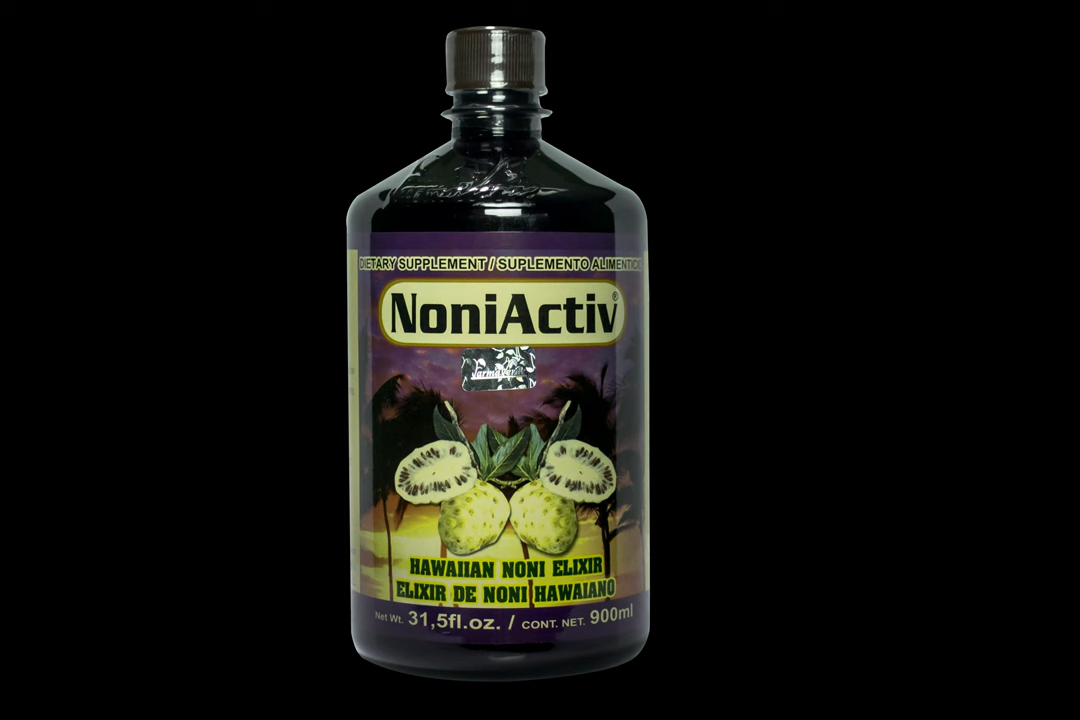 DIETARY SUPPLEMENT / SUPLEMENTO ALIMENTICIO
NoniActiv®
HAWAIIAN NONI ELIXIR
ELIXIR DE NONI HAWAIANO
Net Wt. 31,5fl.oz. / CONT. NET. 900ml